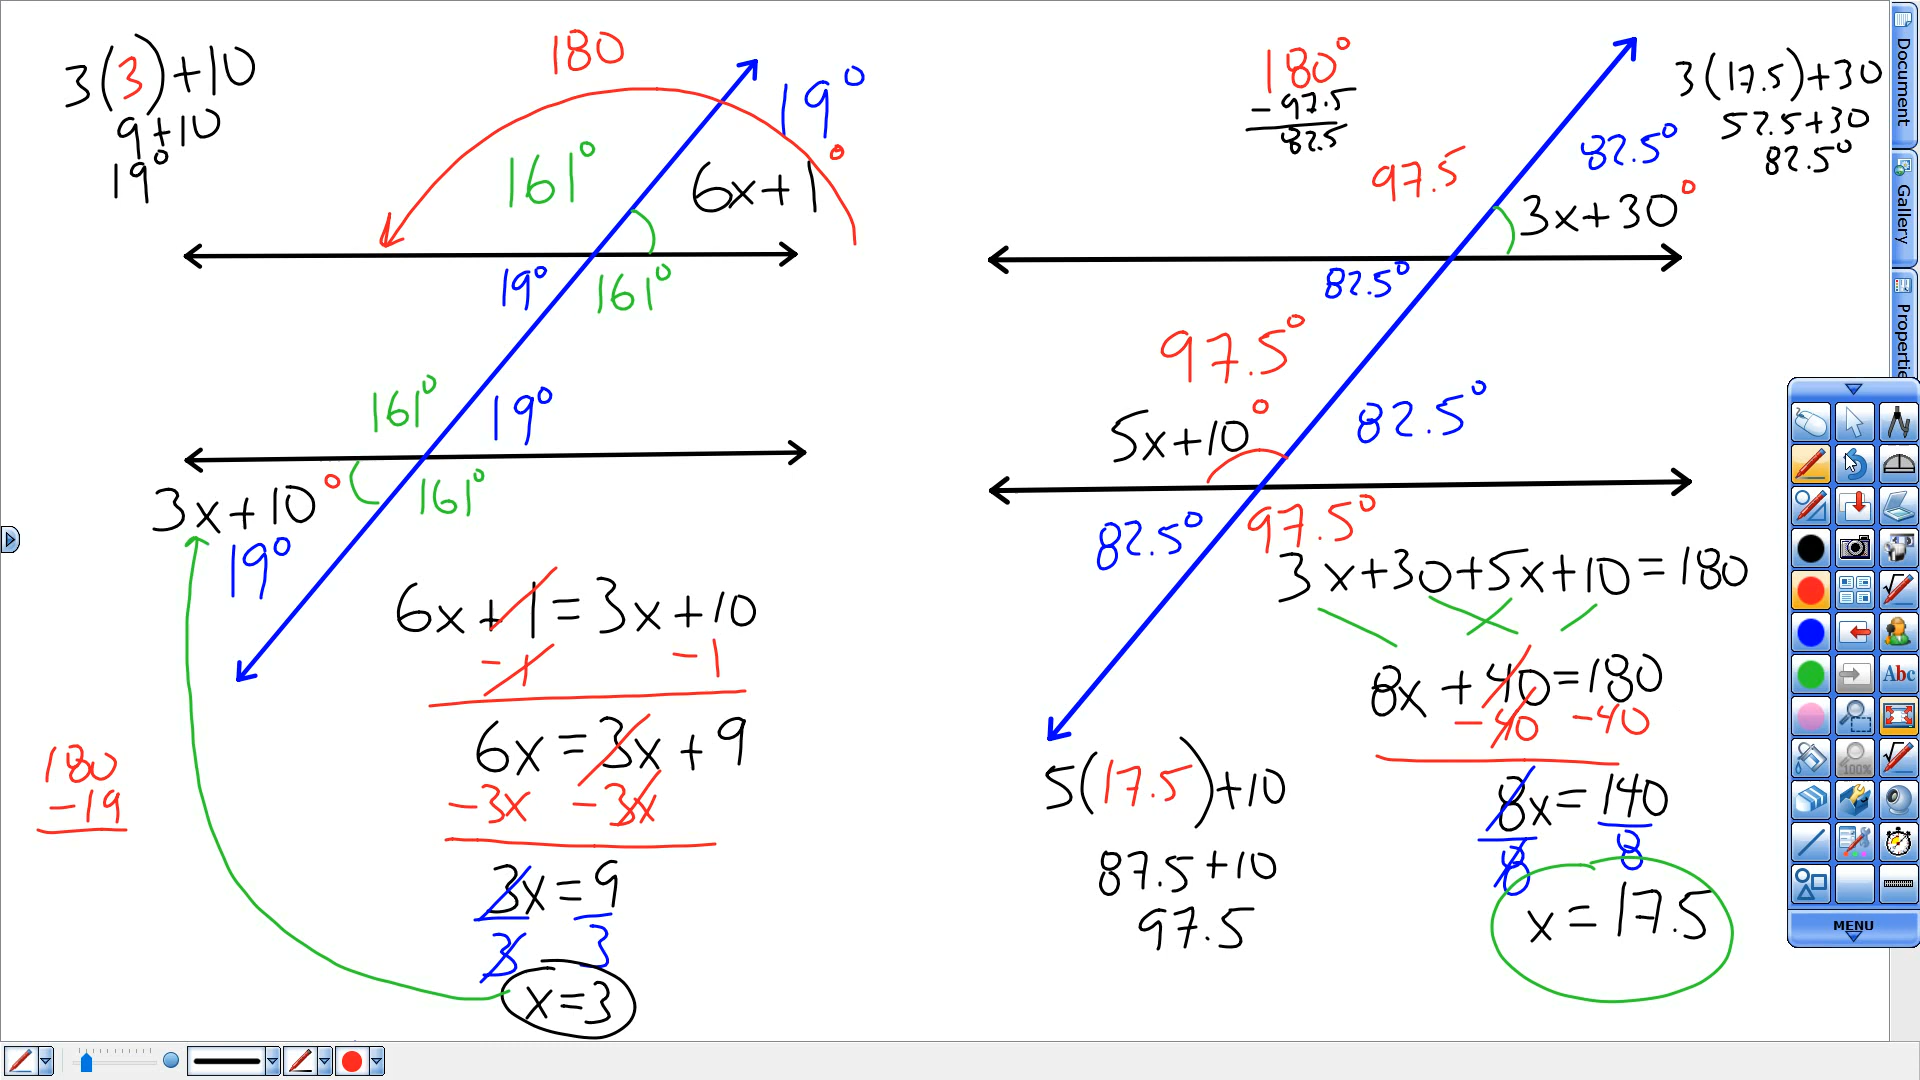 3(3)+10
9+10
19°
180
19°
161°
6x+1°
19°
161°
161°
19°
3x+10°
161°
19°
6x+1=3x+10
-1 -1
6x=3x+9
-3x -3x
3x=9
3 3
x=3
180
-19
180°
-97.5
82.5
3(17.5)+30
52.5+30
82.5°
97.5
82.5°
3x+30°
82.5°
97.5°
5x+10°
82.5°
82.5°
97.5°
3x+30+5x+10=180
8x+40=180
-40 -40
8x=140
8 8
x=17.5
5(17.5)+10
87.5+10
97.5
Document
Gallery
Propertie
Abc
100%
MENU